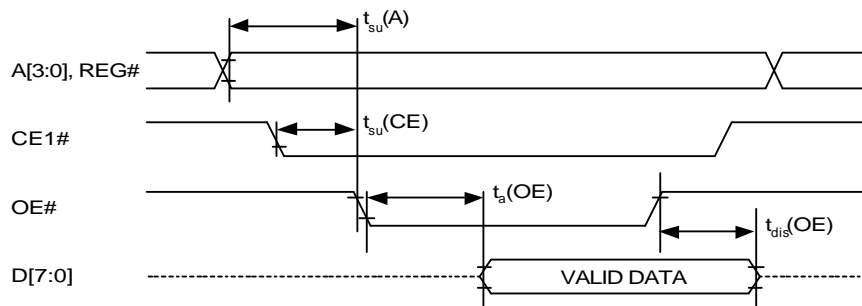 t_su(A)
A[3:0], REG#
t_su(CE)
CE1#
t_a(OE)
OE#
t_dis(OE)
D[7:0]
VALID DATA